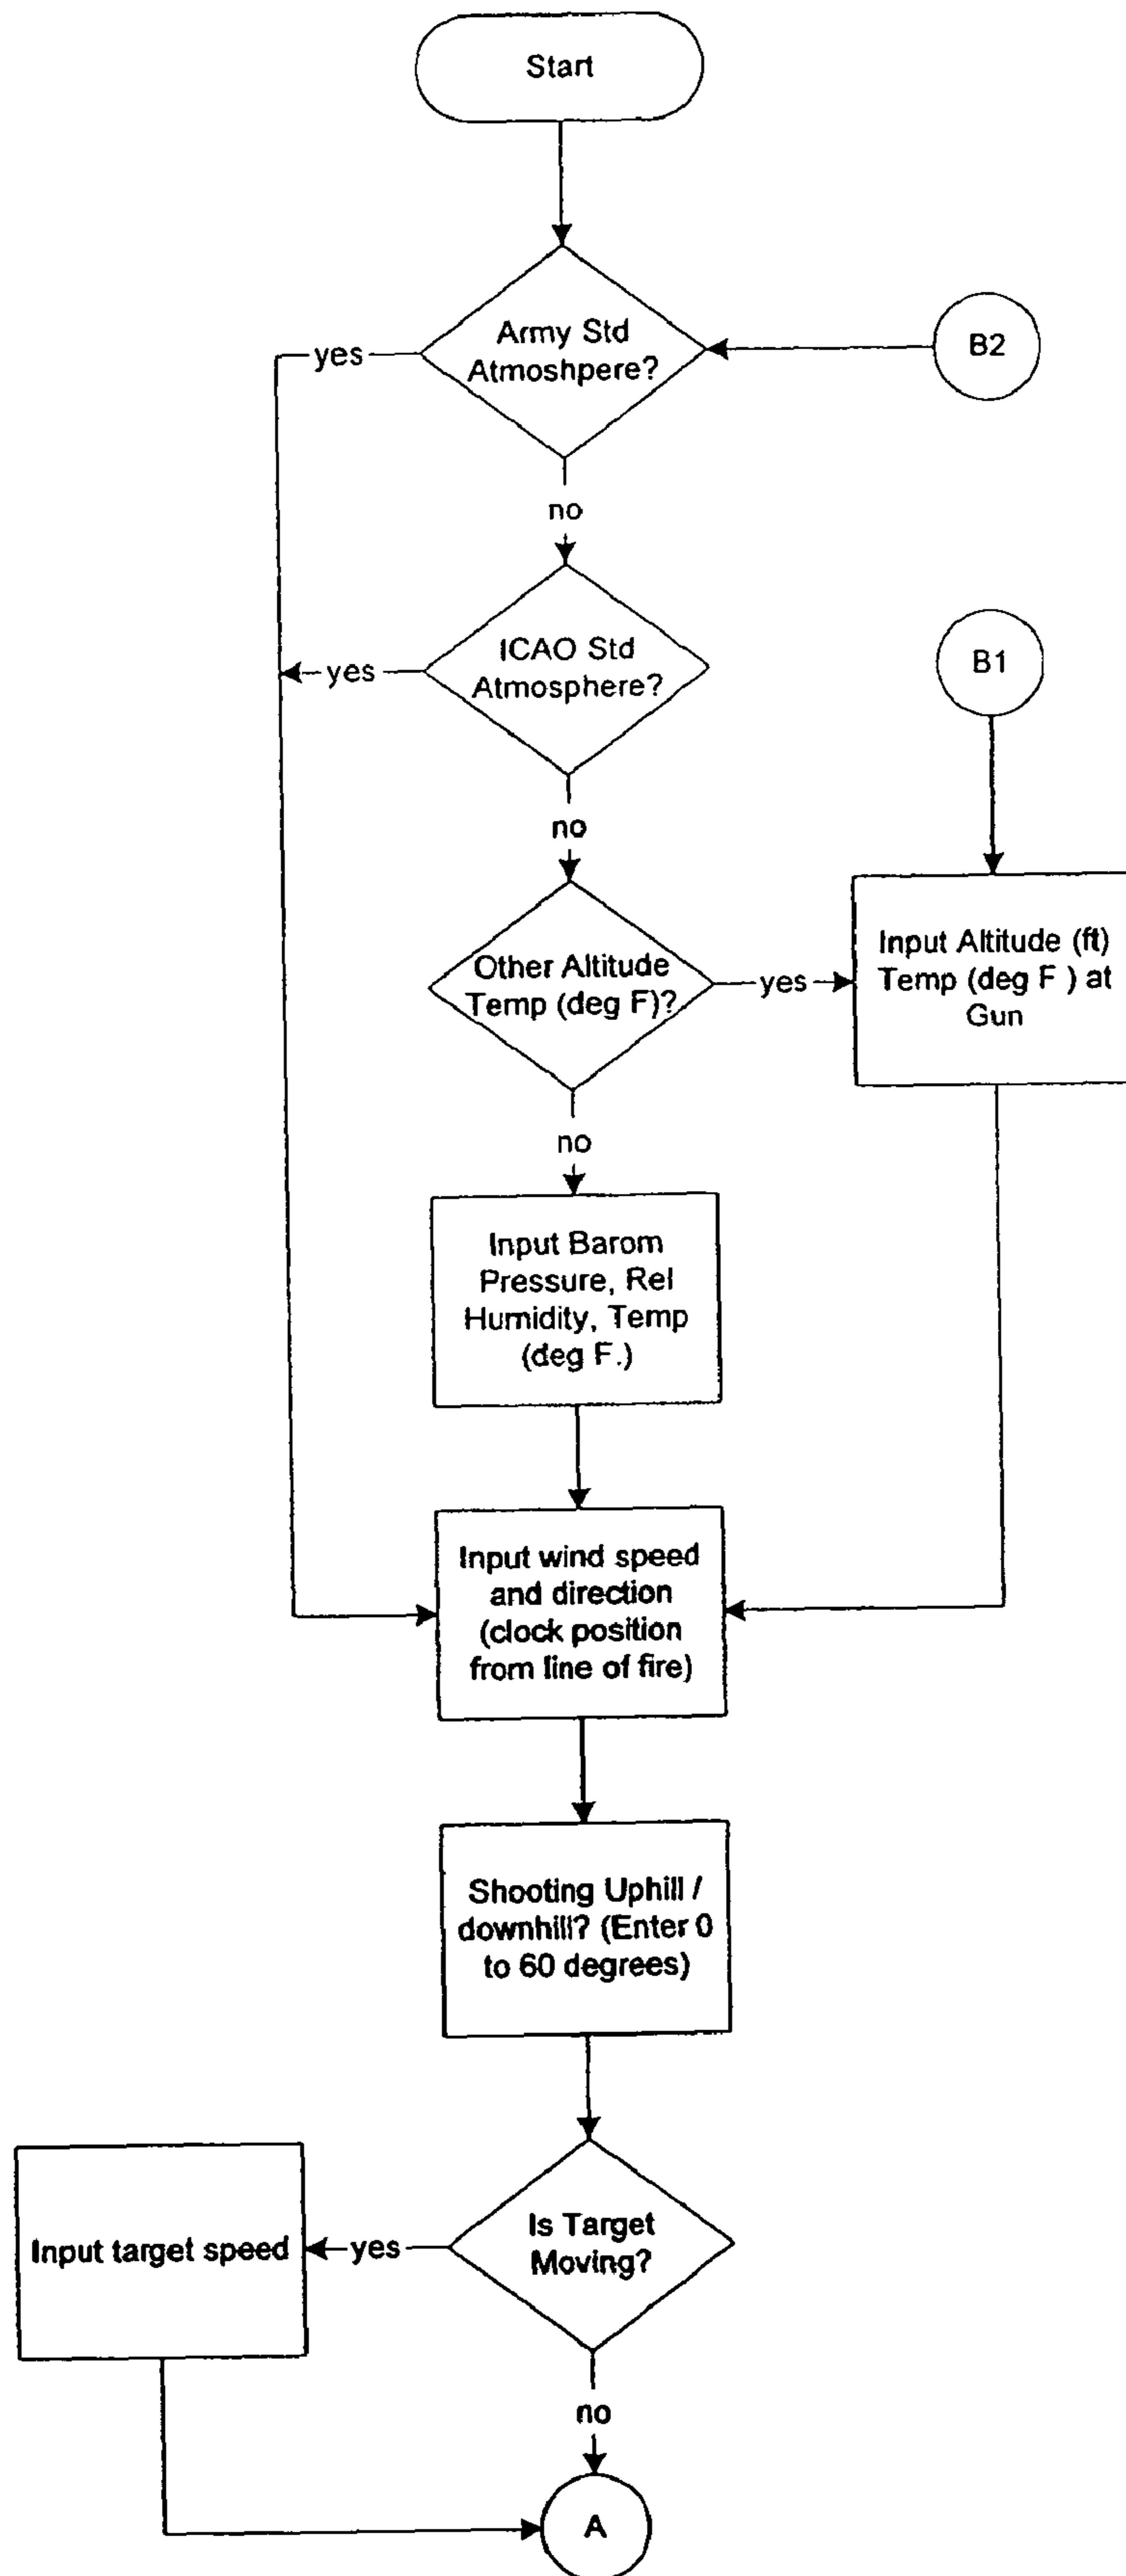 Start
Army Std
Atmoshpere?
yes
B2
no
ICAO Std
Atmosphere?
yes
B1
no
Other Altitude
Temp (deg F)?
yes
Input Altitude (ft)
Temp (deg F ) at
Gun
no
Input Barom
Pressure, Rel
Humidity, Temp
(deg F.)
Input wind speed
and direction
(clock position
from line of fire)
Shooting Uphill /
downhill? (Enter 0
to 60 degrees)
Is Target
Moving?
yes
Input target speed
no
A